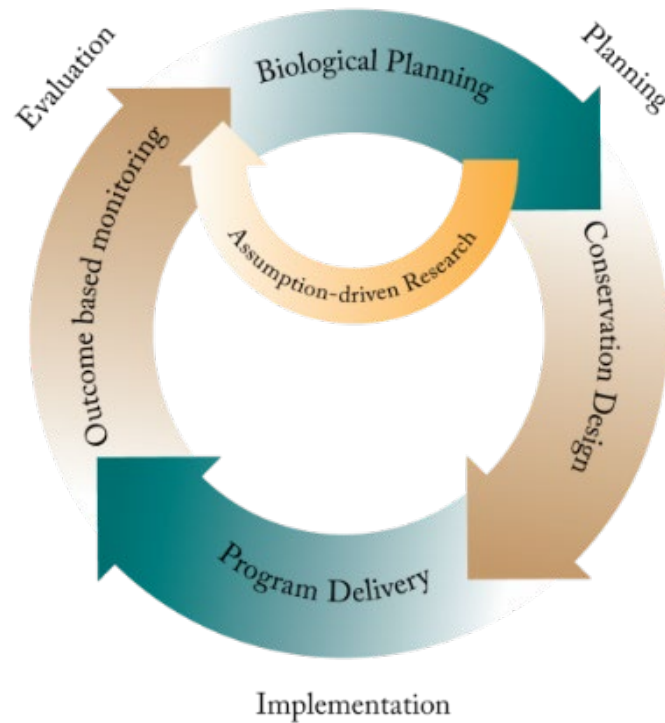 Evaluation
Biological Planning
Planning
Outcome based monitoring
Assumption-driven Research
Conservation Design
Program Delivery
Implementation